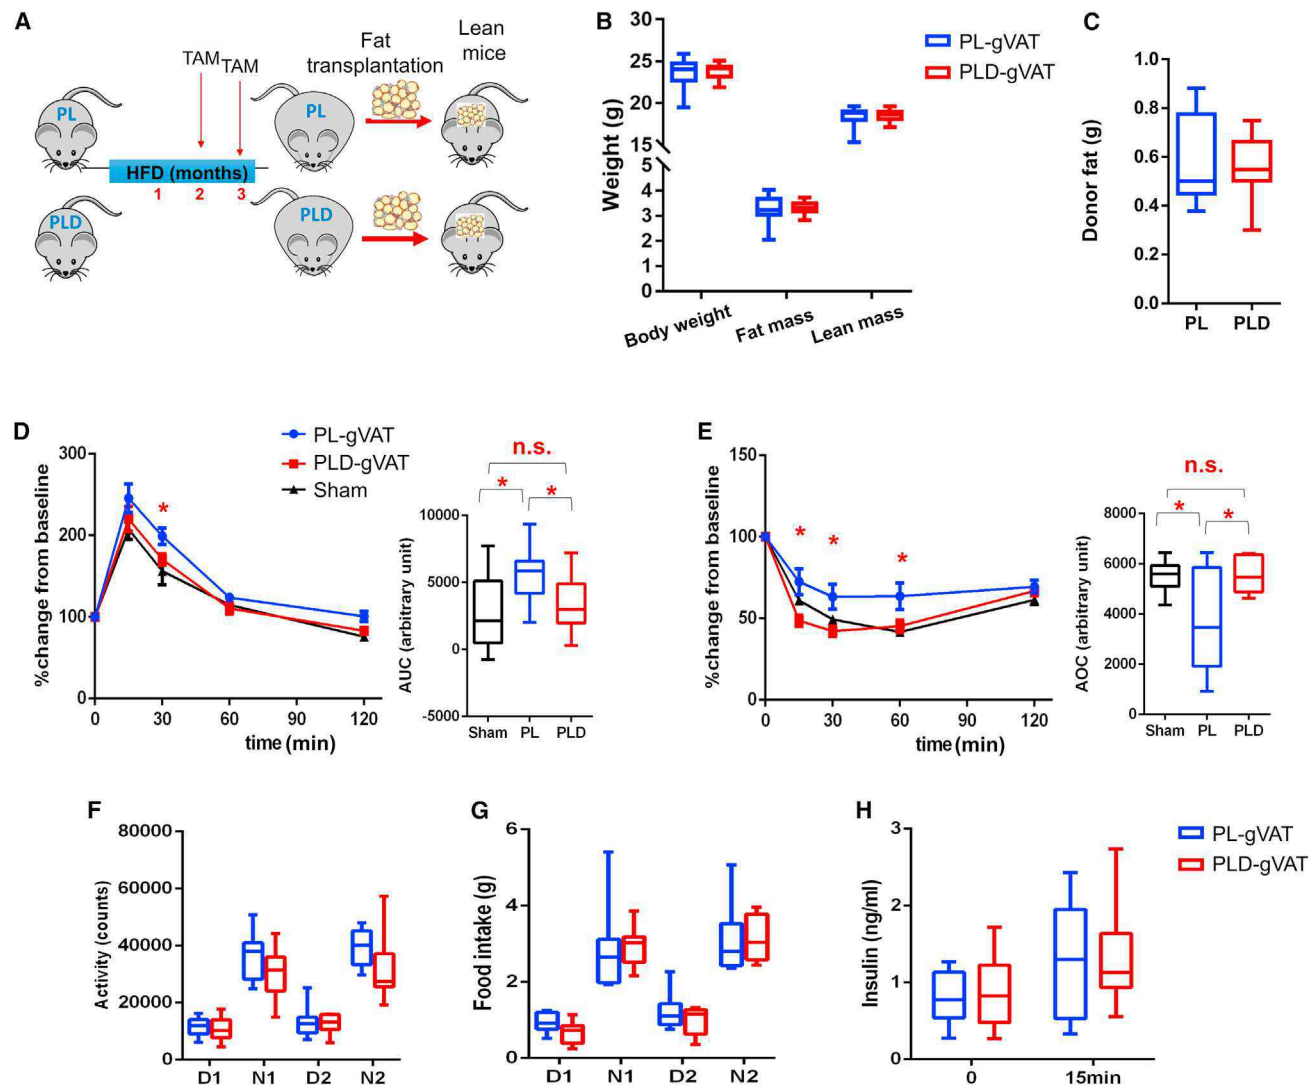 A
TAM
TAM
Fat
transplantation
Lean
mice
PL
PL
HFD (months)
1 2 3
PLD
PLD
B
Weight (g)
25
20
15
5
4
3
2
1
0
Body weight
Fat mass
Lean mass
PL-gVAT
PLD-gVAT
C
Donor fat (g)
1.0
0.8
0.6
0.4
0.2
0.0
PL PLD
D
%change from baseline
300
200
100
0
0 30 60 90 120
time (min)
PL-gVAT
PLD-gVAT
Sham
*
n.s.
* *
AUC (arbitrary unit)
10000
5000
0
-5000
Sham PL PLD
E
%change from baseline
150
100
50
0
0 30 60 90 120
time (min)
* * *
n.s.
* *
AOC (arbitrary unit)
8000
6000
4000
2000
0
Sham PL PLD
F
Activity (counts)
80000
60000
40000
20000
0
D1 N1 D2 N2
G
Food intake (g)
6
4
2
0
D1 N1 D2 N2
H
Insulin (ng/ml)
3
2
1
0
0 15min
PL-gVAT
PLD-gVAT